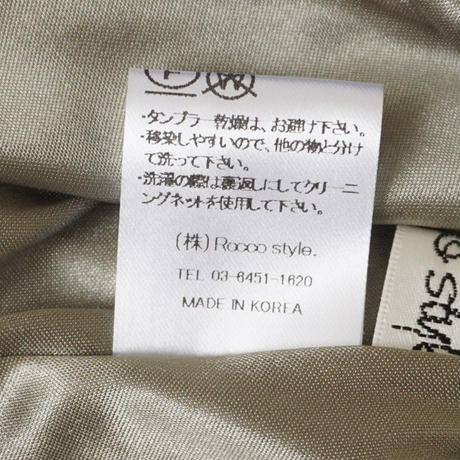 ・タンブラー乾燥は、お避け下さい。
・移染しやすいので、他の物と分け
て洗って下さい。
・洗濯の際は裏返しにしてクリーニ
ングネットを使用して下さい。
(株) Rocco style.
TEL 03-6451-1620
MADE IN KOREA